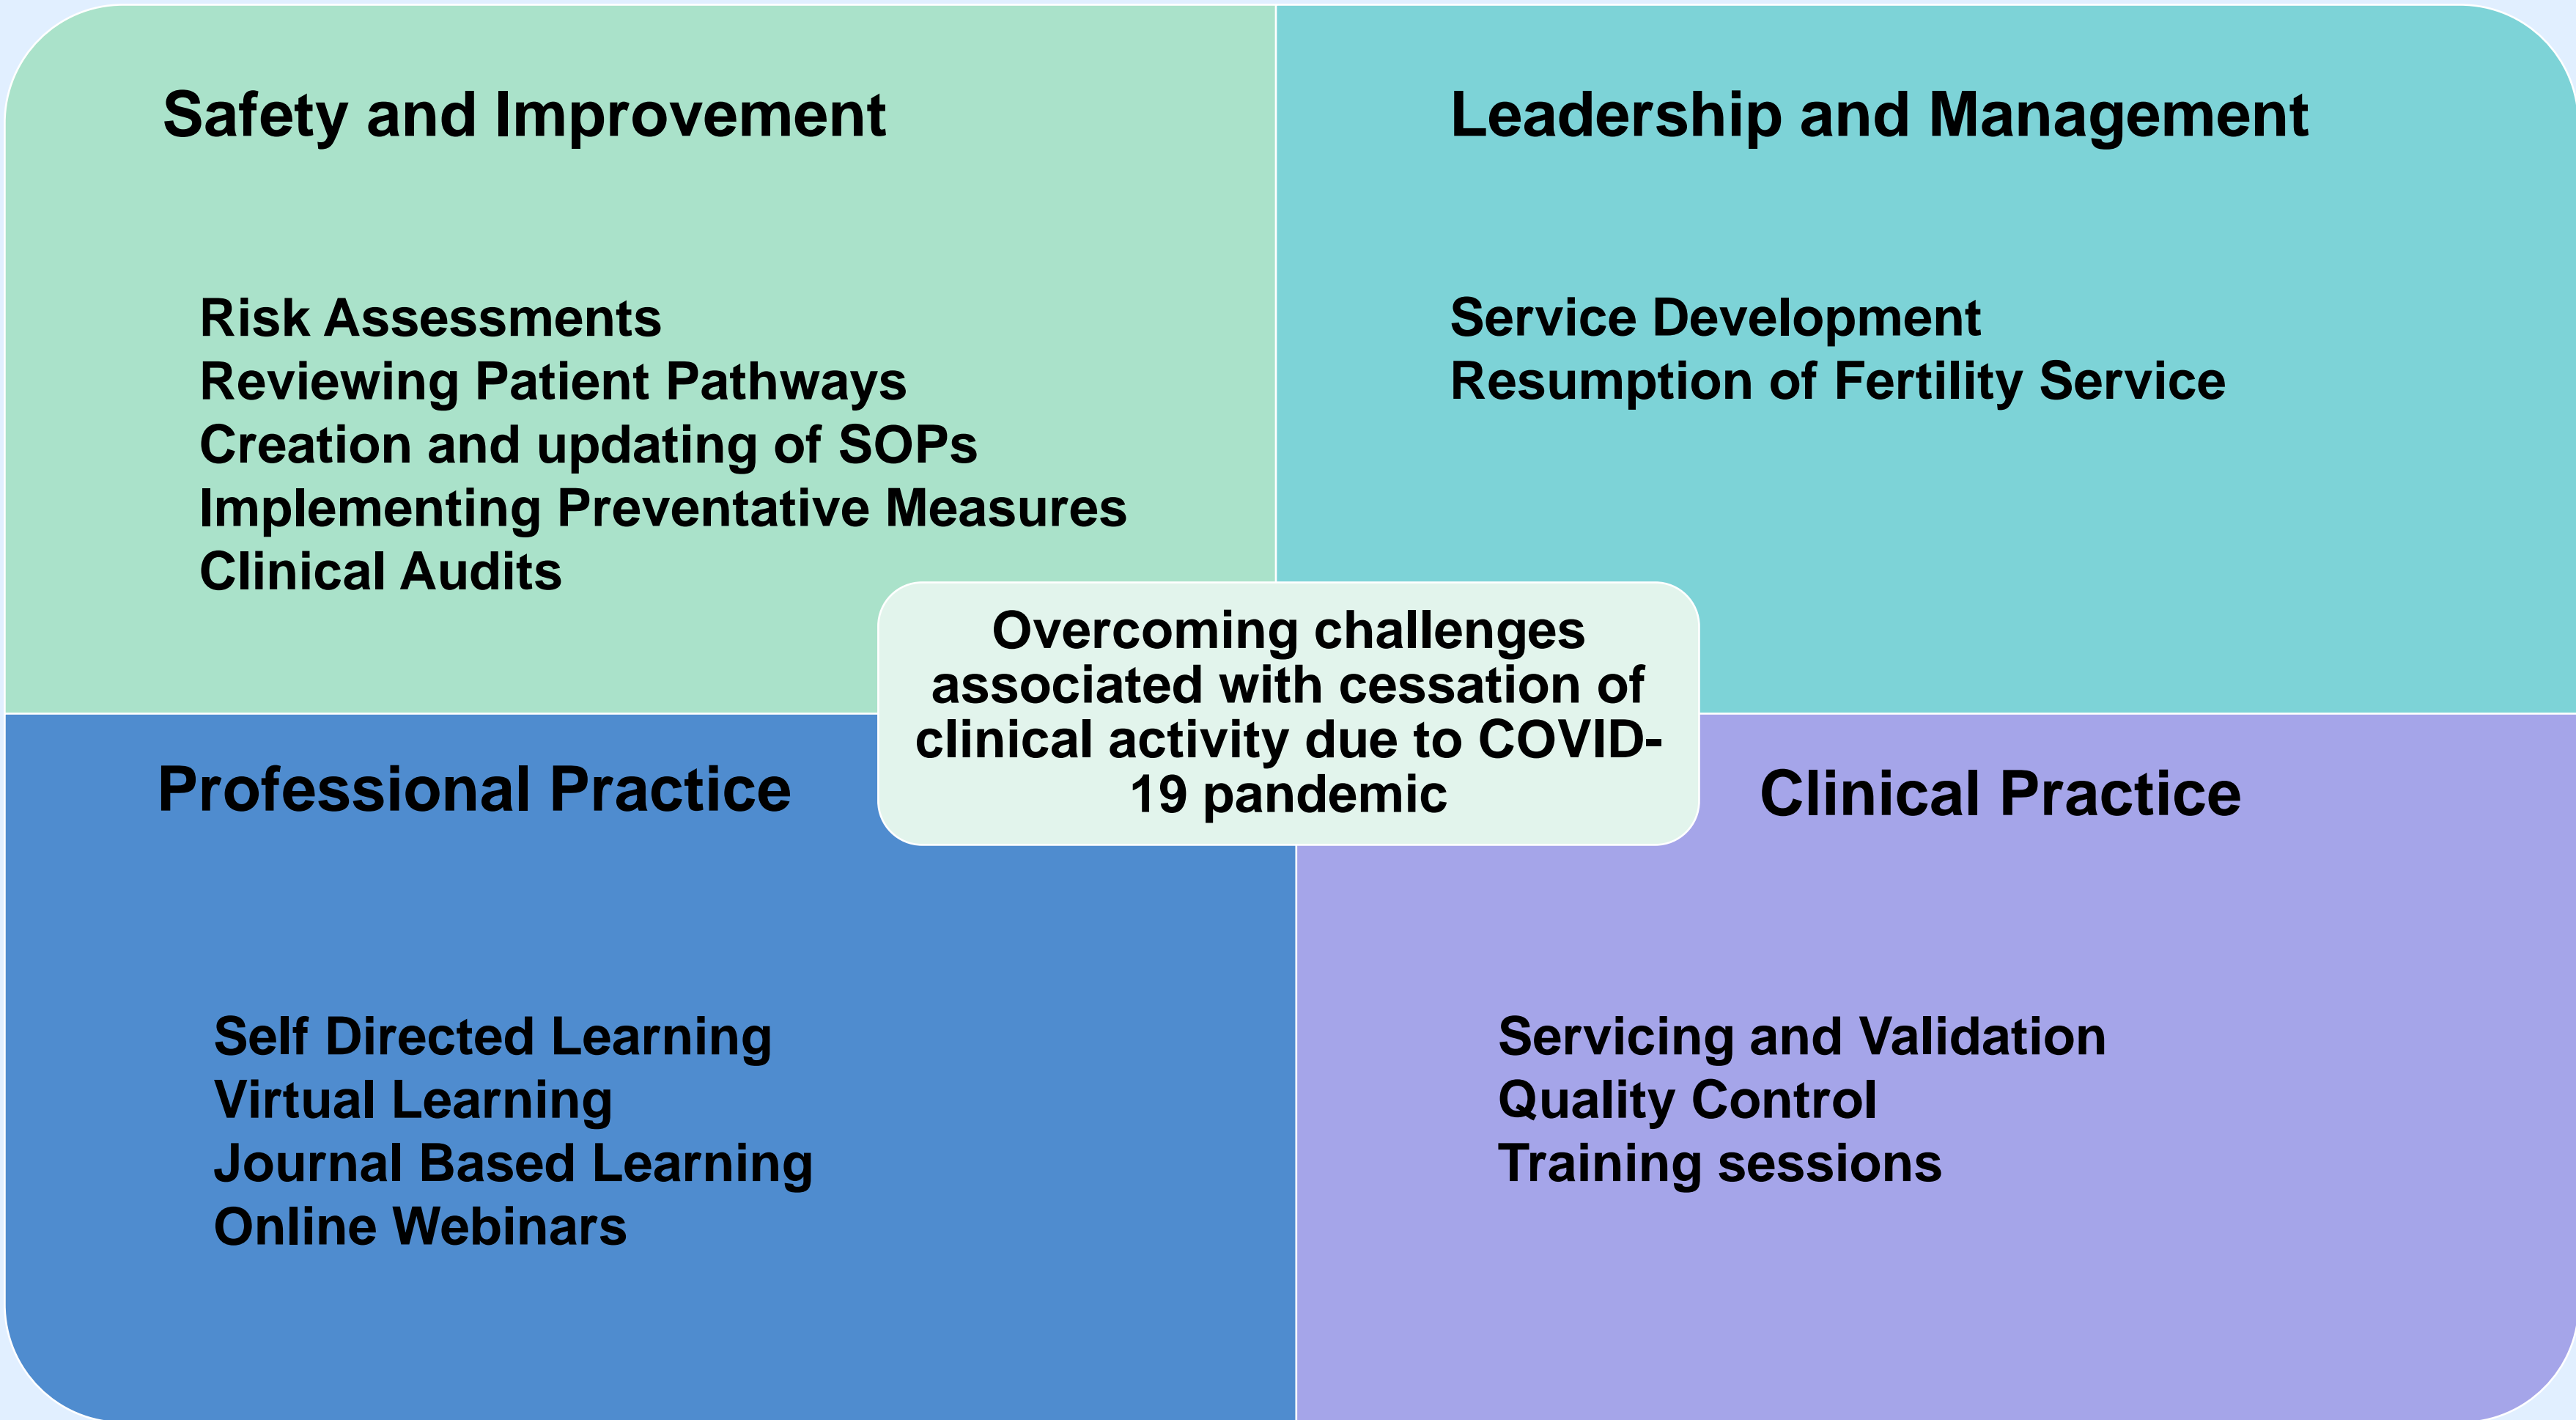 Safety and Improvement
Risk Assessments
Reviewing Patient Pathways
Creation and updating of SOPs
Implementing Preventative Measures
Clinical Audits
Leadership and Management
Service Development
Resumption of Fertility Service
Overcoming challenges
associated with cessation of
clinical activity due to COVID-
19 pandemic
Professional Practice
Self Directed Learning
Virtual Learning
Journal Based Learning
Online Webinars
Clinical Practice
Servicing and Validation
Quality Control
Training sessions